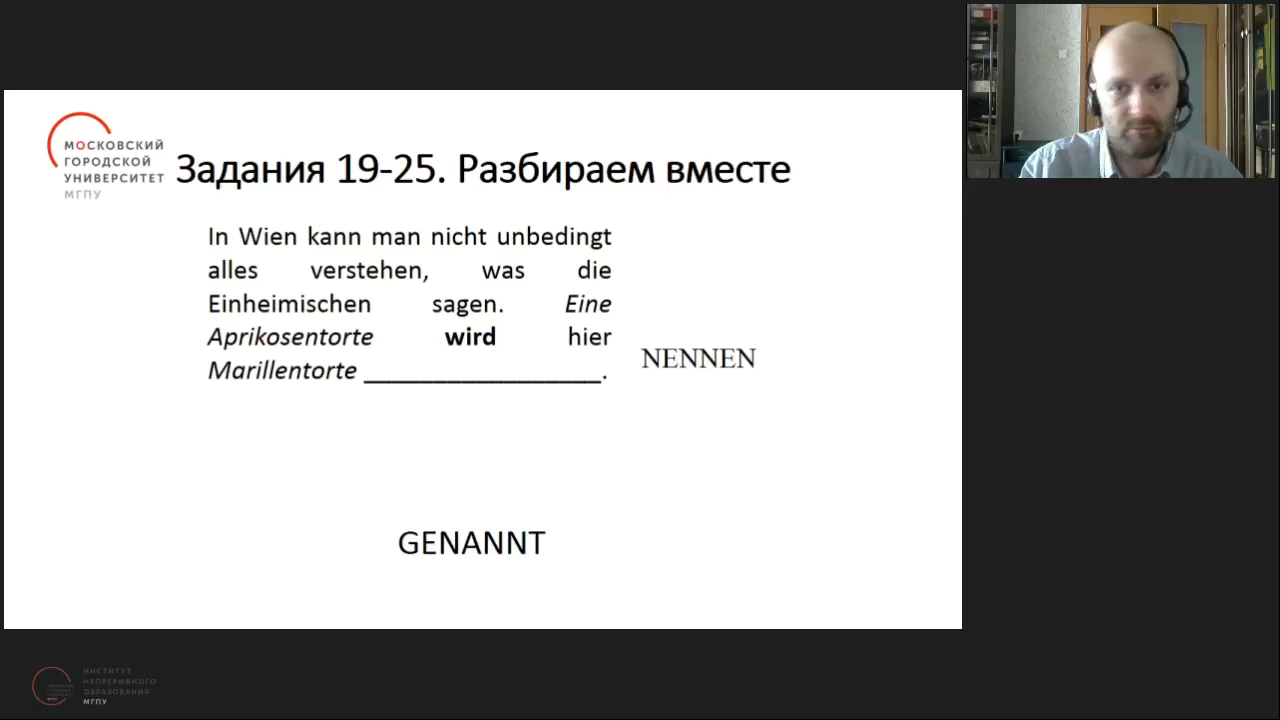 МОСКОВСКИЙ
ГОРОДСКОЙ
УНИВЕРСИТЕТ
МГПУ
Задания 19-25. Разбираем вместе
In Wien kann man nicht unbedingt
alles verstehen, was die
Einheimischen sagen. Eine
Aprikosentorte wird hier
Marillentorte _________________.
NENNEN
GENANNT
ИНСТИТУТ
НЕПРЕРЫВНОГО
ОБРАЗОВАНИЯ
МГПУ